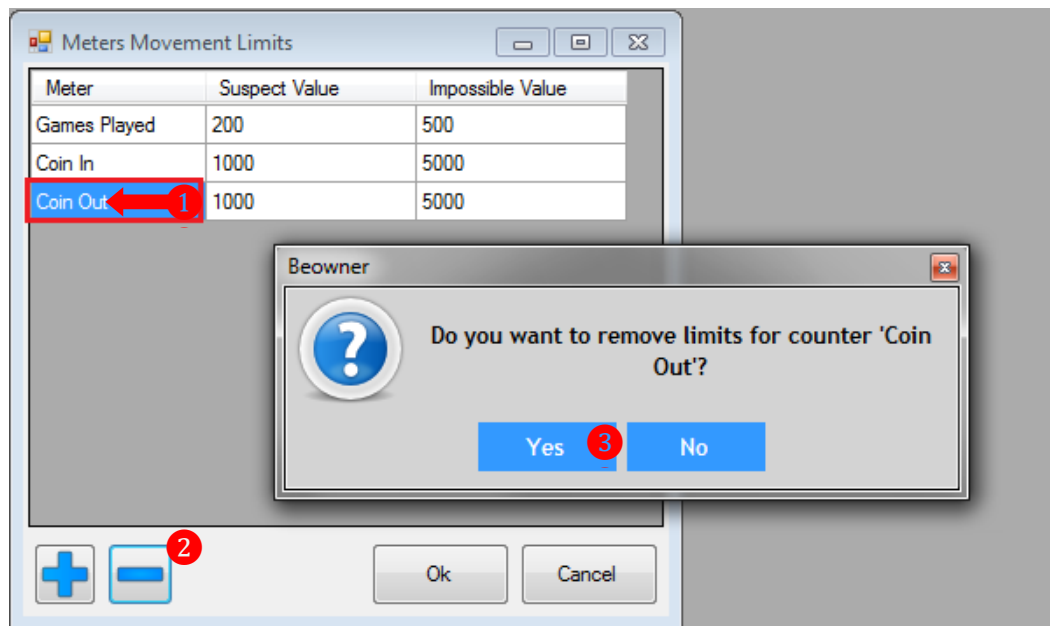 Meters Movement Limits
Meter Suspect Value Impossible Value
Games Played 200 500
Coin In 1000 5000
Coin Out 1 1000 5000
Beowner
Do you want to remove limits for counter 'Coin
Out'?
Yes 3 No
2
Ok Cancel